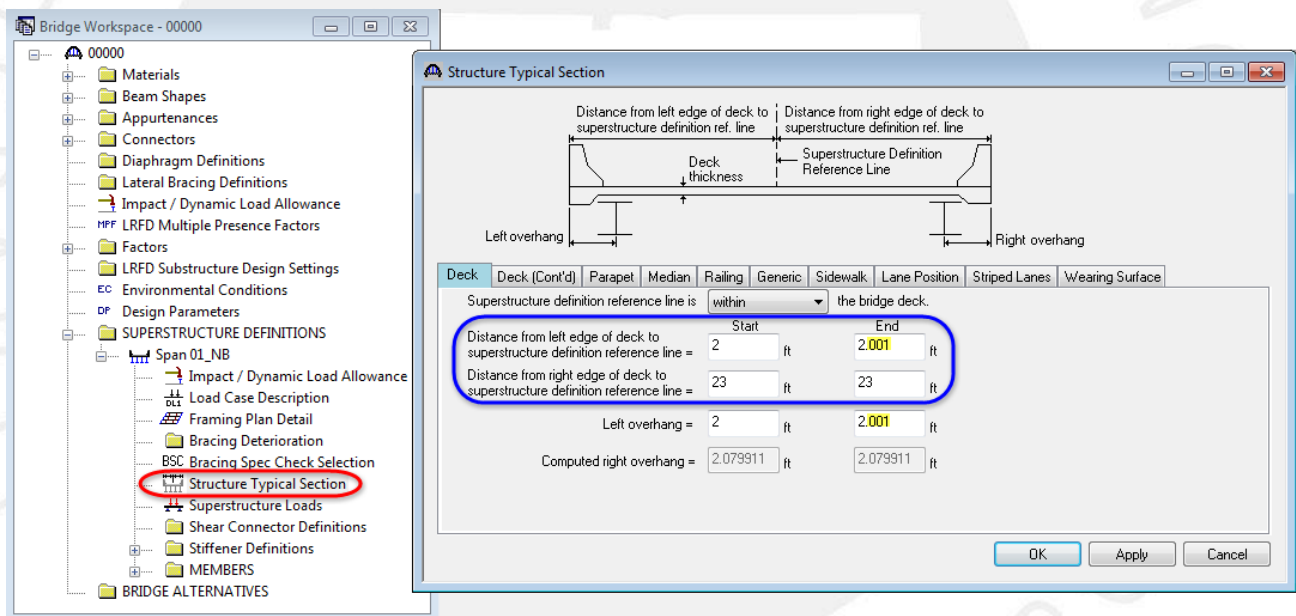 Bridge Workspace - 00000
00000
Materials
Beam Shapes
Appurtenances
Connectors
Diaphragm Definitions
Lateral Bracing Definitions
Impact / Dynamic Load Allowance
MPF LRFD Multiple Presence Factors
Factors
LRFD Substructure Design Settings
EC Environmental Conditions
DP Design Parameters
SUPERSTRUCTURE DEFINITIONS
Span 01_NB
Impact / Dynamic Load Allowance
DL1 Load Case Description
Framing Plan Detail
Bracing Deterioration
BSC Bracing Spec Check Selection
Structure Typical Section
Superstructure Loads
Shear Connector Definitions
Stiffener Definitions
MEMBERS
BRIDGE ALTERNATIVES
Structure Typical Section
Distance from left edge of deck to
superstructure definition ref. line
Distance from right edge of deck to
superstructure definition ref. line
Deck
thickness
Superstructure Definition
Reference Line
Left overhang
Right overhang
Deck Deck (Cont'd) Parapet Median Railing Generic Sidewalk Lane Position Striped Lanes Wearing Surface
Superstructure definition reference line is within the bridge deck.
Start End
Distance from left edge of deck to
superstructure definition reference line = 2 ft 2.001 ft
Distance from right edge of deck to
superstructure definition reference line = 23 ft 23 ft
Left overhang = 2 ft 2.001 ft
Computed right overhang = 2.079911 ft 2.079911 ft
OK Apply Cancel